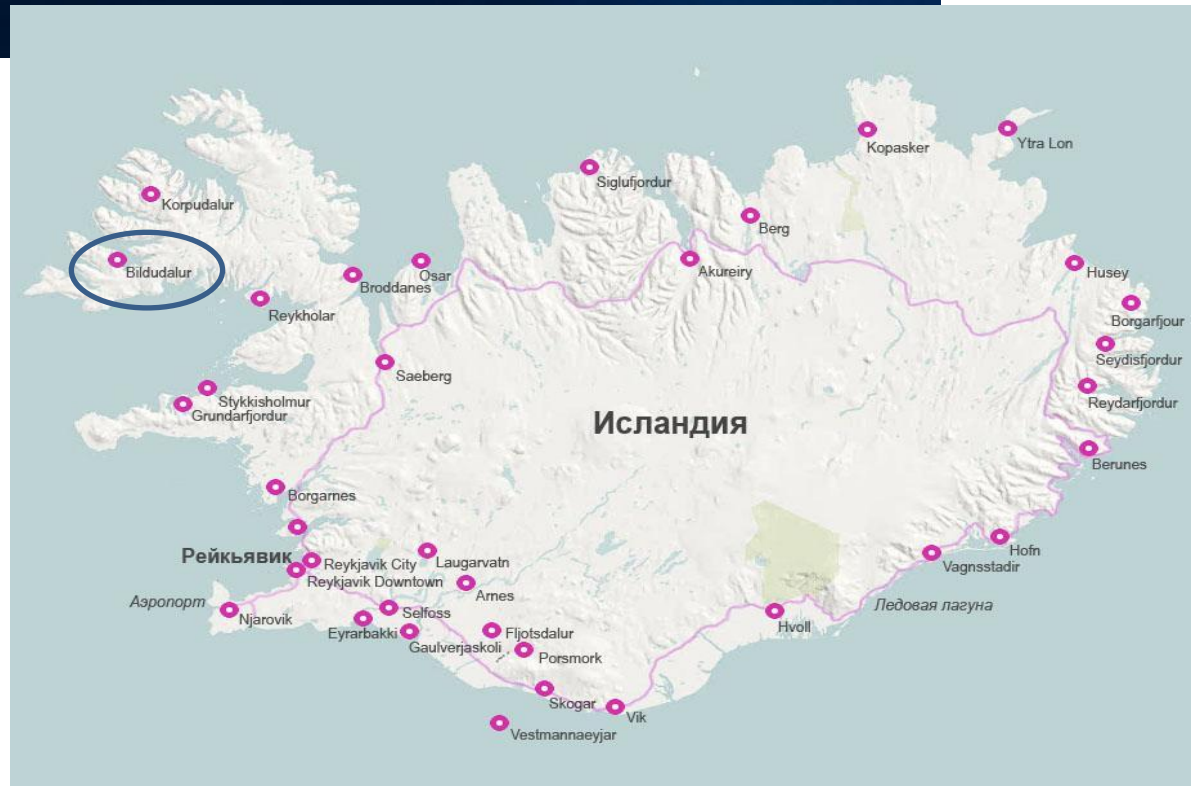 Kopasker
Ytra Lon
Siglufjordur
Korpudalur
Berg
Bildudalur
Osar
Akureiry
Husey
Broddanes
Reykholar
Borgarfjour
Seydisfjordur
Saeberg
Stykkisholmur
Grundarfjordur
Reydarfjordur
Исландия
Berunes
Borgarnes
Hofn
Рейкьявик
Reykjavik City
Laugarvatn
Vagnsstadir
Reykjavik Downtown
Arnes
Аэропорт
Njarovik
Selfoss
Ледовая лагуна
Eyrarbakki
Fljotsdalur
Hvoll
Gaulverjaskoli
Porsmork
Skogar
Vik
Vestmannaeyjar